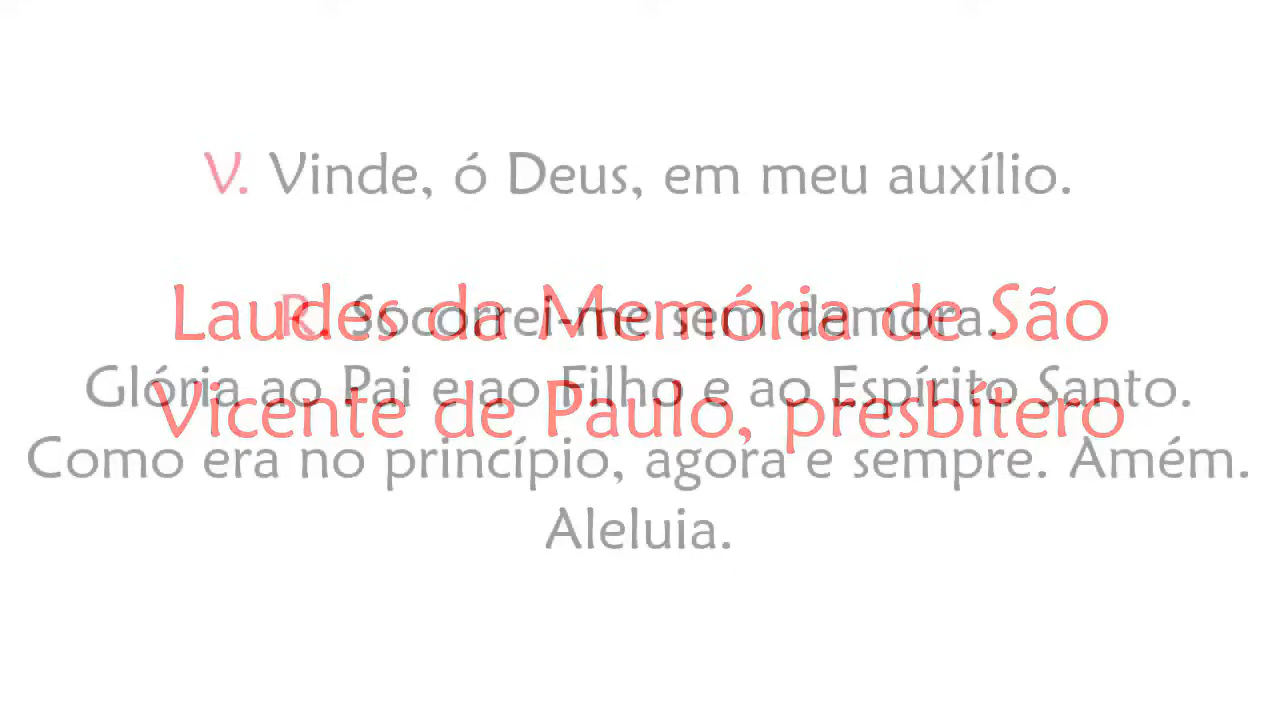 V. Vinde, ó Deus, em meu auxílio.
Laudes da Memória de São
R. Socorrei-me sem demora.
Glória ao Pai e ao Filho e ao Espírito Santo.
Vicente de Paulo, presbítero
Como era no princípio, agora e sempre. Amém.
Aleluia.